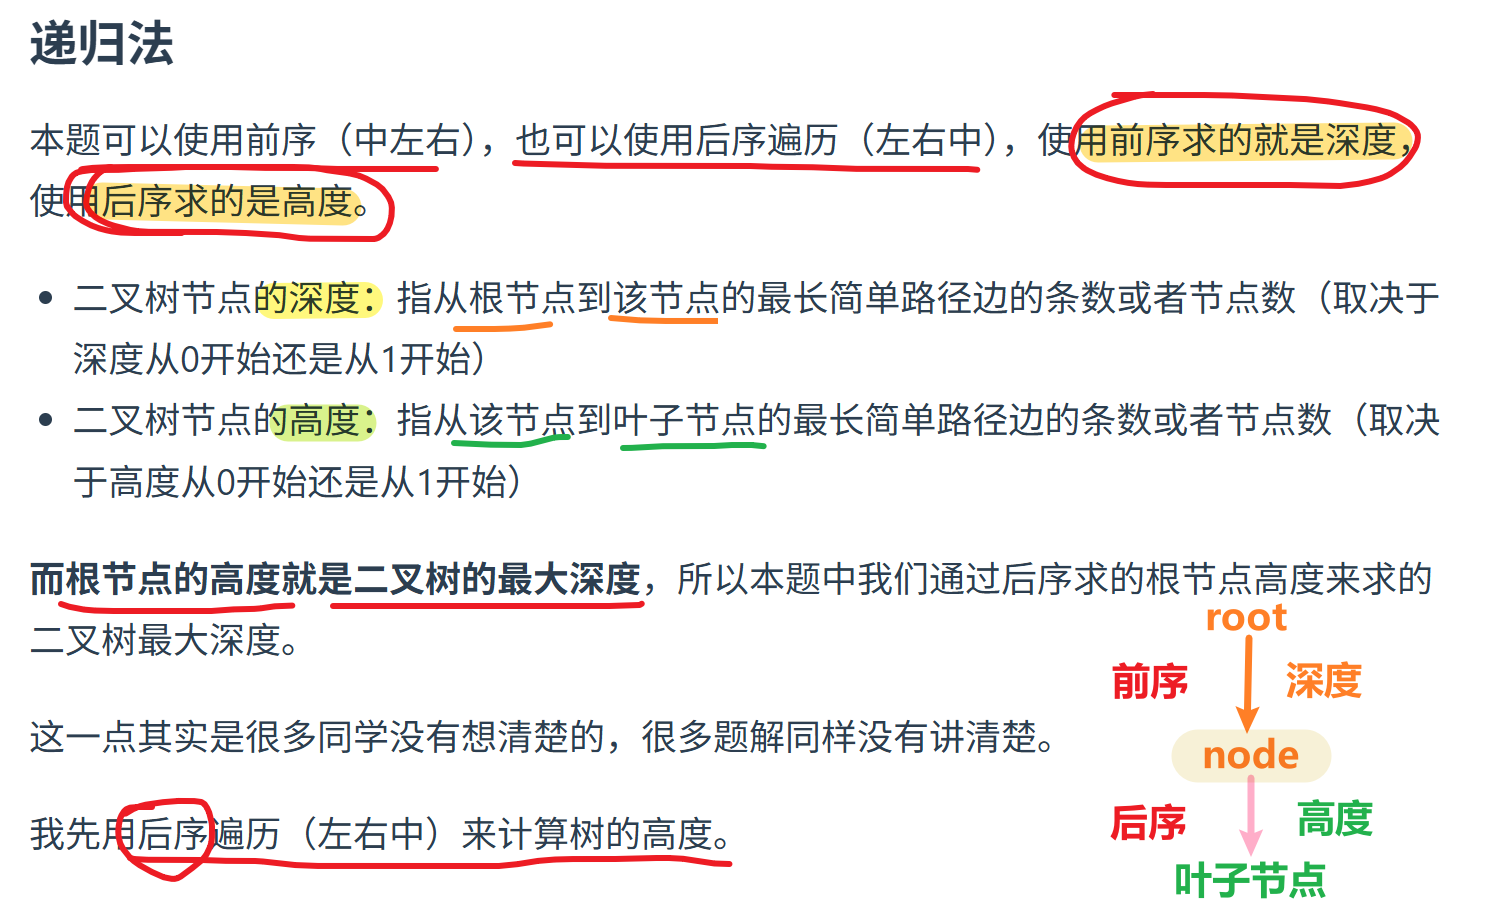 递归法
本题可以使用前序（中左右），也可以使用后序遍历（左右中），使用前序求的就是深度，
使用后序求的是高度。
二叉树节点的深度：指从根节点到该节点的最长简单路径边的条数或者节点数（取决于
深度从0开始还是从1开始）
二叉树节点的高度：指从该节点到叶子节点的最长简单路径边的条数或者节点数（取决
于高度从0开始还是从1开始）
而根节点的高度就是二叉树的最大深度，所以本题中我们通过后序求的根节点高度来求的
二叉树最大深度。
这一点其实是很多同学没有想清楚的，很多题解同样没有讲清楚。
我先用后序遍历（左右中）来计算树的高度。
root
前序 深度
node
后序 高度
叶子节点